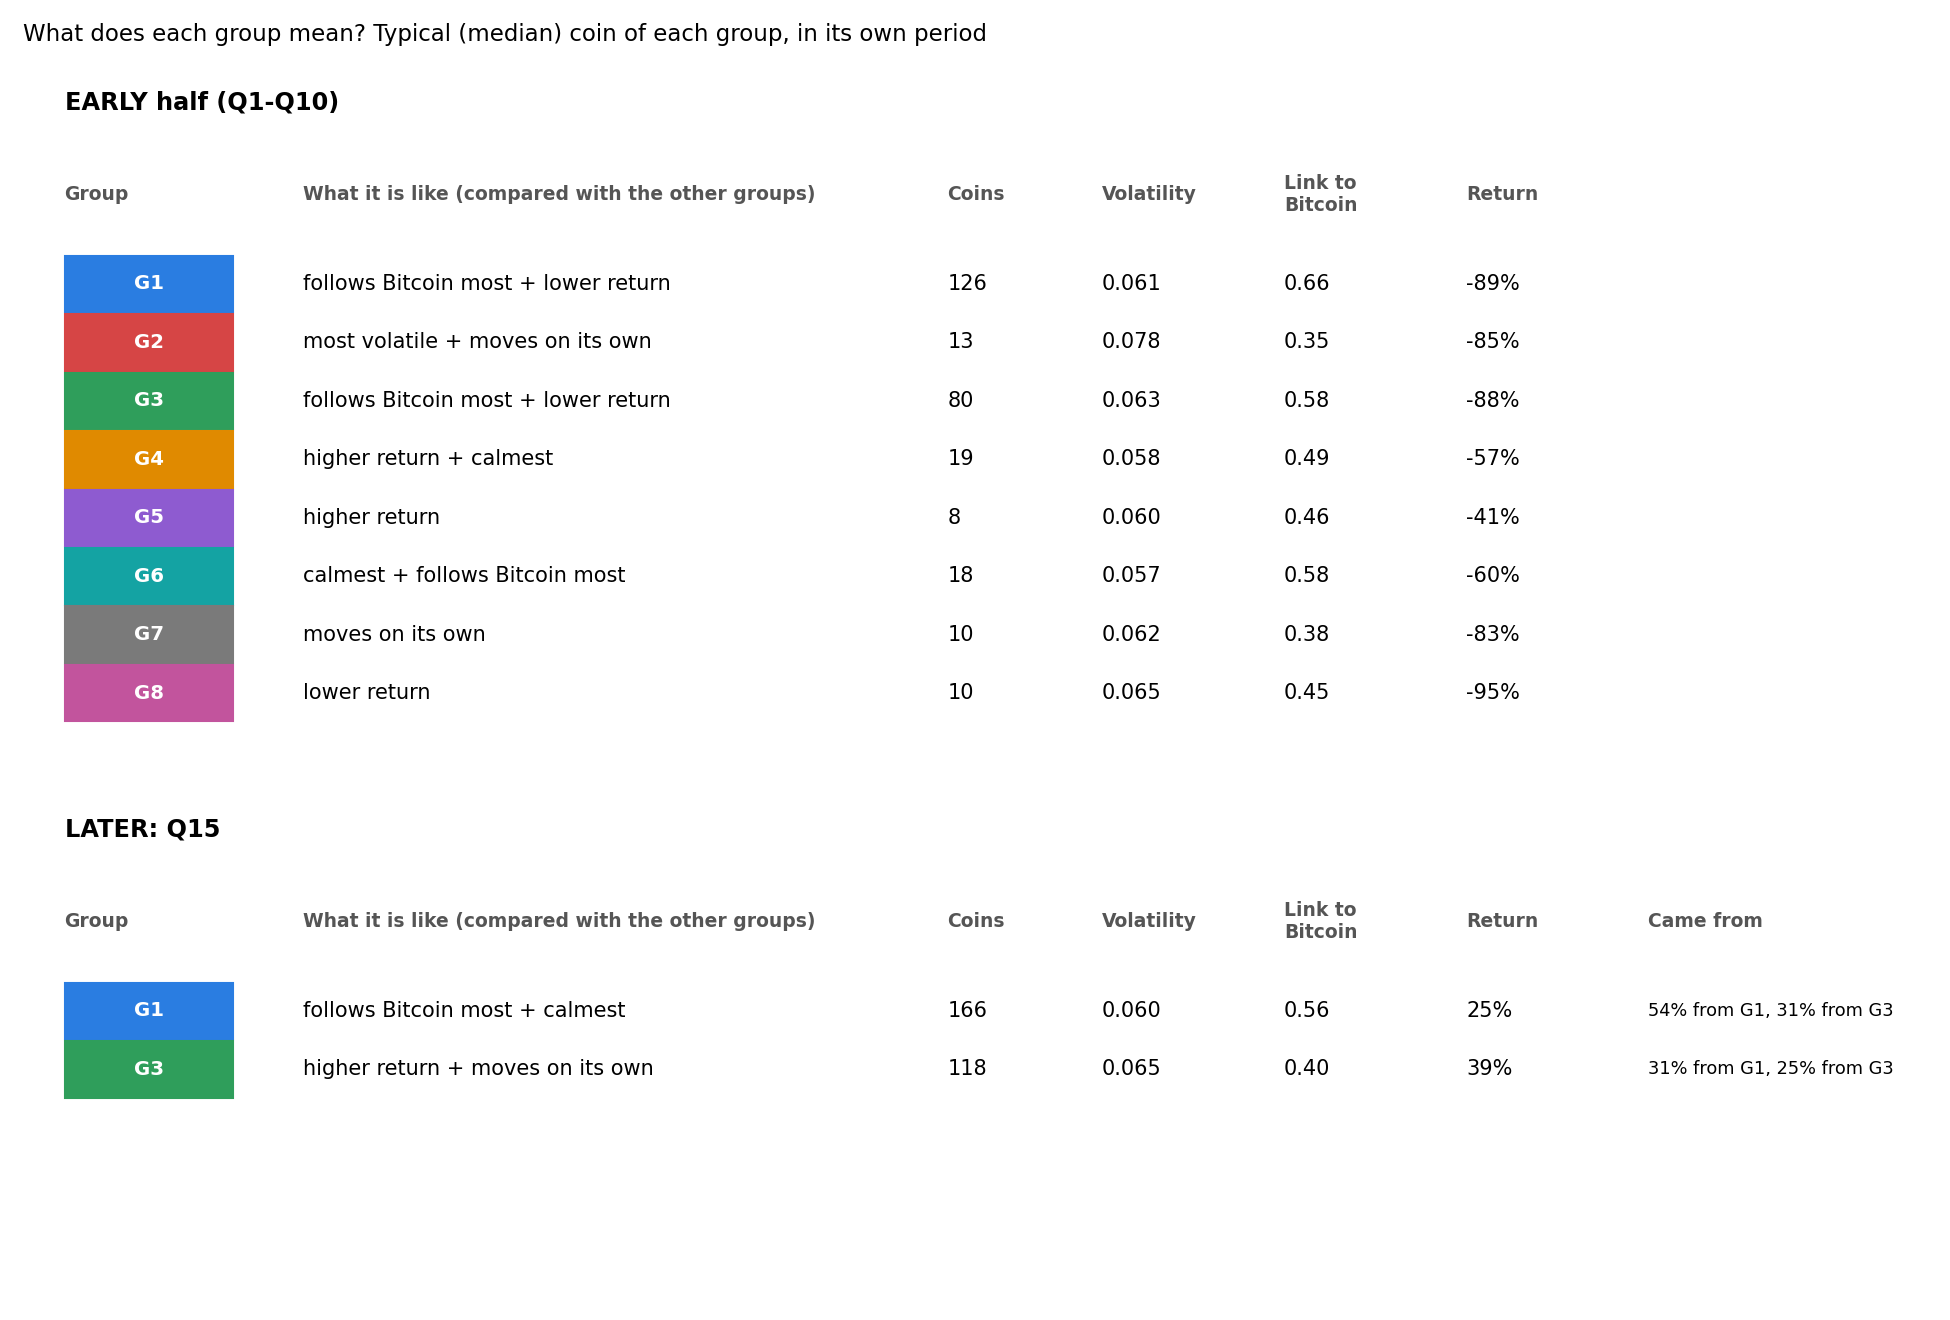 What does each group mean? Typical (median) coin of each group, in its own period
EARLY half (Q1-Q10)
Group What it is like (compared with the other groups) Coins Volatility Link to Bitcoin Return
G1 follows Bitcoin most + lower return 126 0.061 0.66 -89%
G2 most volatile + moves on its own 13 0.078 0.35 -85%
G3 follows Bitcoin most + lower return 80 0.063 0.58 -88%
G4 higher return + calmest 19 0.058 0.49 -57%
G5 higher return 8 0.060 0.46 -41%
G6 calmest + follows Bitcoin most 18 0.057 0.58 -60%
G7 moves on its own 10 0.062 0.38 -83%
G8 lower return 10 0.065 0.45 -95%
LATER: Q15
Group What it is like (compared with the other groups) Coins Volatility Link to Bitcoin Return Came from
G1 follows Bitcoin most + calmest 166 0.060 0.56 25% 54% from G1, 31% from G3
G3 higher return + moves on its own 118 0.065 0.40 39% 31% from G1, 25% from G3